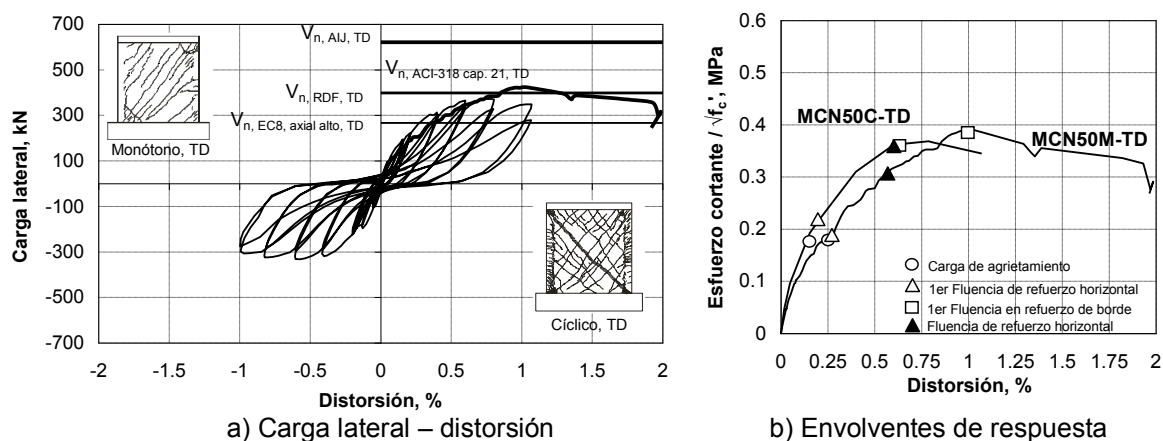 700
500
300
100
-100
-300
-500
-700
Carga lateral, kN
Vn, AIJ, TD
Vn, ACI-318 cap. 21, TD
Vn, RDF, TD
Vn, EC8, axial alto, TD
Monótono, TD
Cíclico, TD
-2 -1.5 -1 -0.5 0 0.5 1 1.5 2
Distorsión, %
a) Carga lateral – distorsión
0.6
0.5
0.4
0.3
0.2
0.1
0
Esfuerzo cortante / √fc', MPa
MCN50C-TD
MCN50M-TD
Carga de agrietamiento
1er Fluencia de refuerzo horizontal
1er Fluencia en refuerzo de borde
Fluencia de refuerzo horizontal
0 0.25 0.5 0.75 1 1.25 1.5 1.75 2
Distorsión, %
b) Envolventes de respuesta